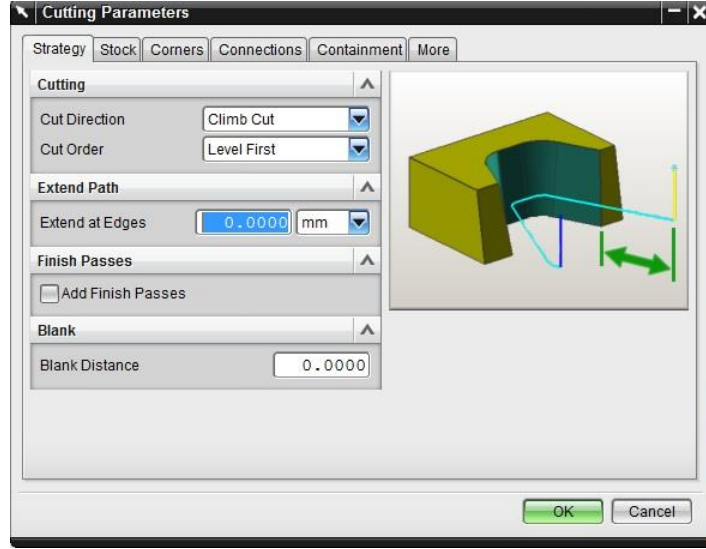 Cutting Parameters
Strategy Stock Corners Connections Containment More
Cutting
Cut Direction Climb Cut
Cut Order Level First
Extend Path
Extend at Edges 0.0000 mm
Finish Passes
Add Finish Passes
Blank
Blank Distance 0.0000
OK Cancel